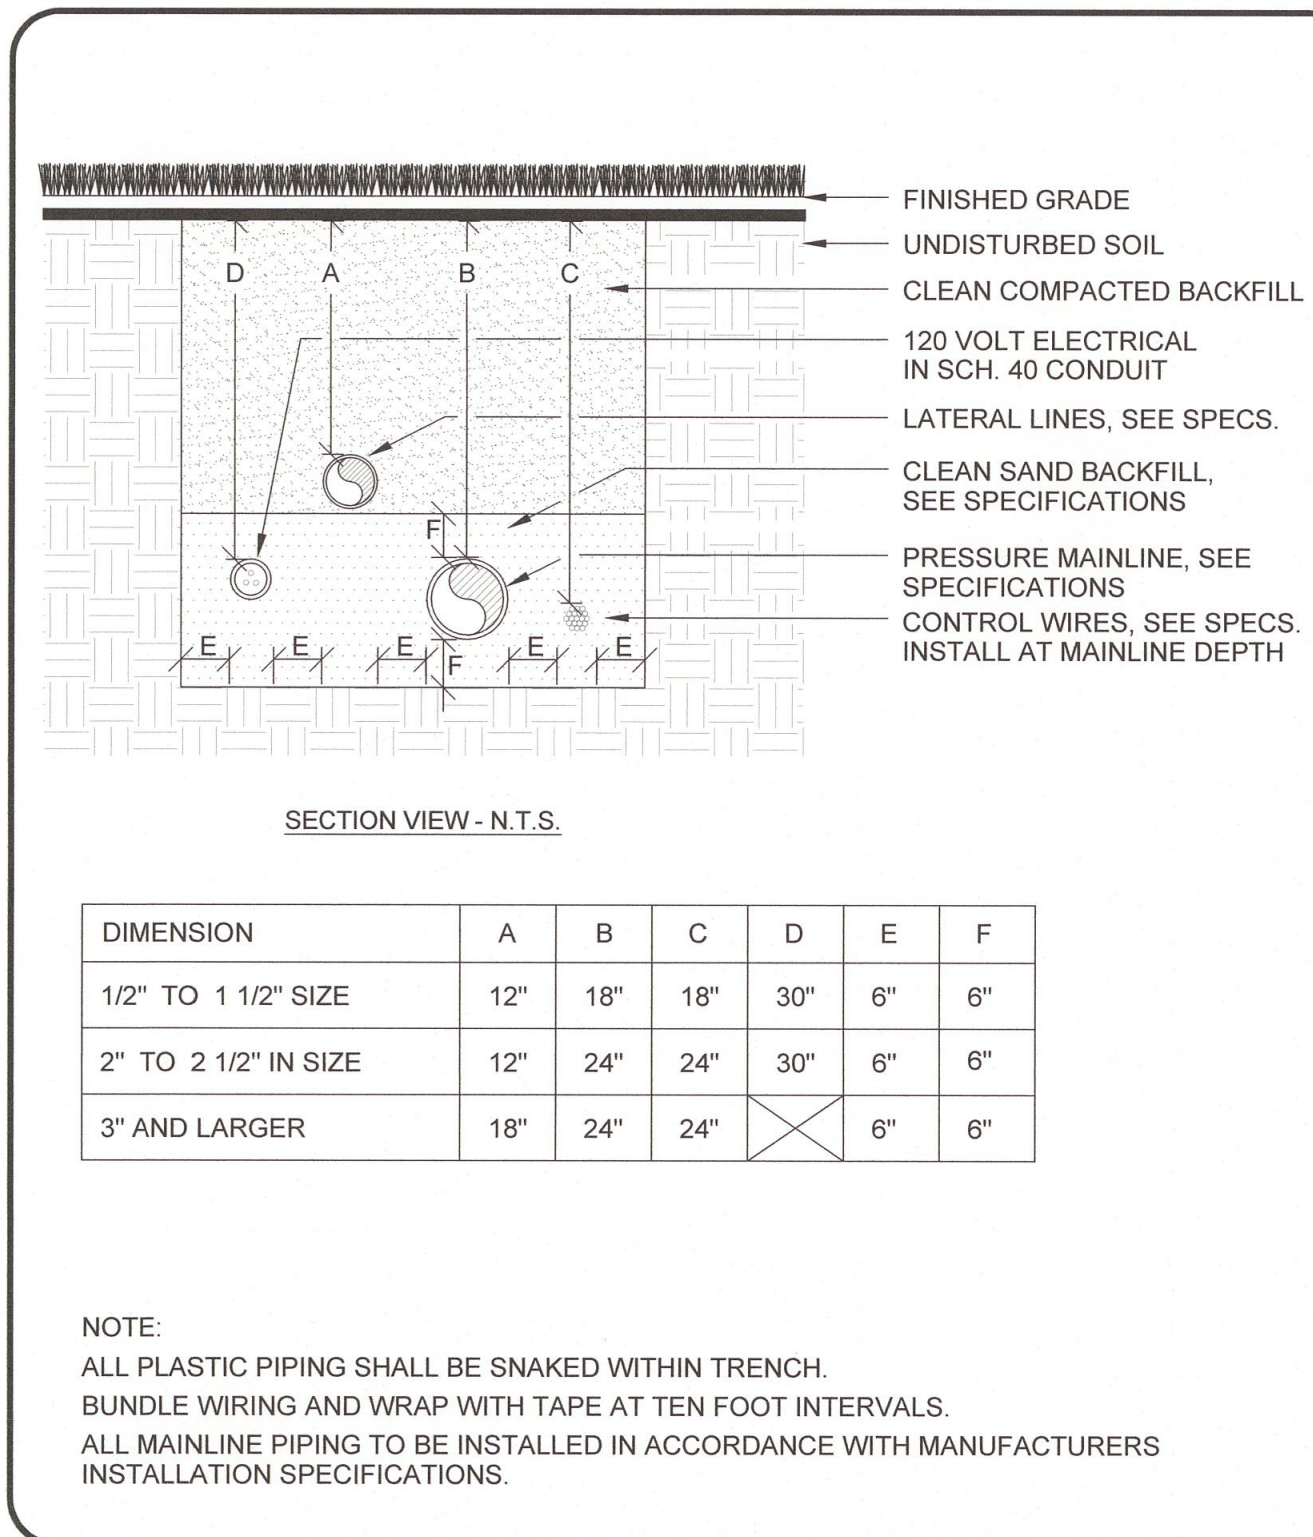 FINISHED GRADE
UNDISTURBED SOIL
D A B C
CLEAN COMPACTED BACKFILL
120 VOLT ELECTRICAL
IN SCH. 40 CONDUIT
LATERAL LINES, SEE SPECS.
CLEAN SAND BACKFILL,
SEE SPECIFICATIONS
F
PRESSURE MAINLINE, SEE
SPECIFICATIONS
CONTROL WIRES, SEE SPECS.
INSTALL AT MAINLINE DEPTH
E E E E E
F
SECTION VIEW - N.T.S.
DIMENSION A B C D E F
1/2" TO 1 1/2" SIZE 12" 18" 18" 30" 6" 6"
2" TO 2 1/2" IN SIZE 12" 24" 24" 30" 6" 6"
3" AND LARGER 18" 24" 24" 6" 6"
NOTE:
ALL PLASTIC PIPING SHALL BE SNAKED WITHIN TRENCH.
BUNDLE WIRING AND WRAP WITH TAPE AT TEN FOOT INTERVALS.
ALL MAINLINE PIPING TO BE INSTALLED IN ACCORDANCE WITH MANUFACTURERS
INSTALLATION SPECIFICATIONS.